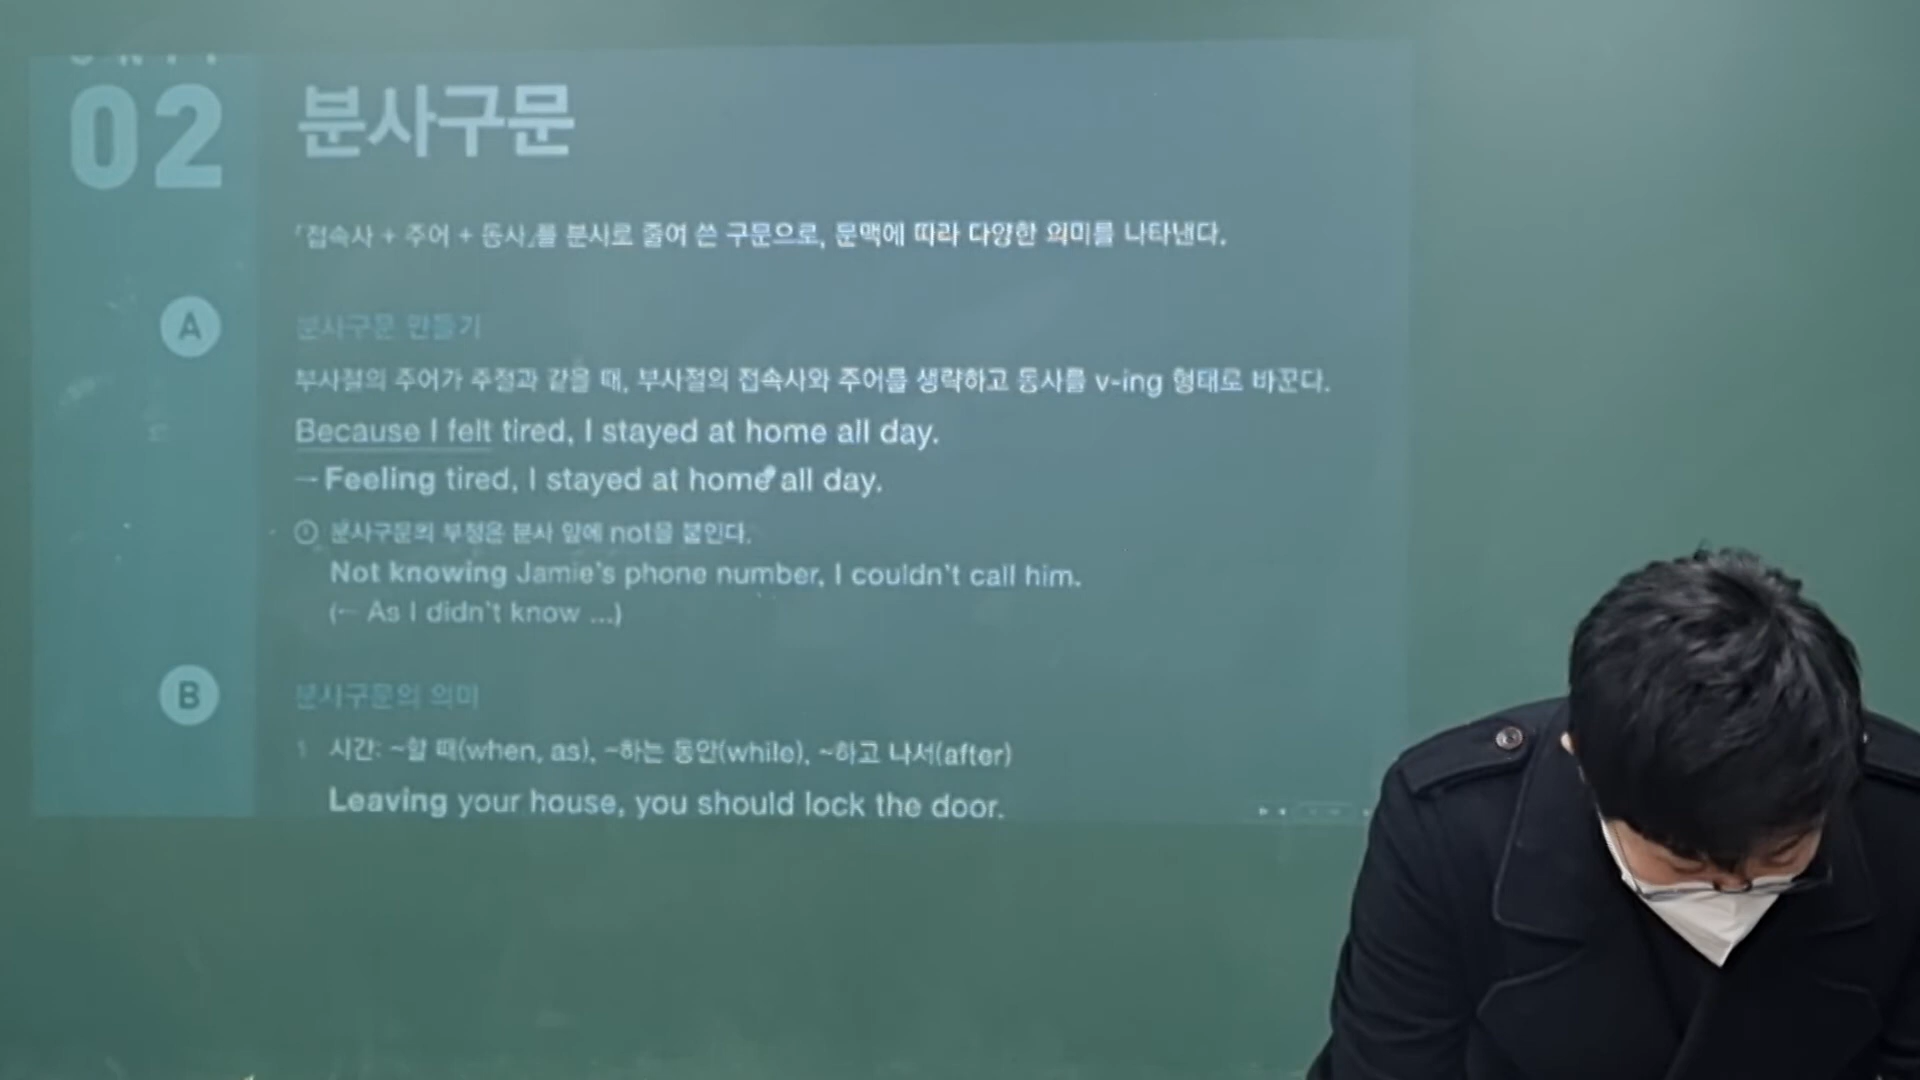 UNIT
02
분사구문
「접속사 + 주어 + 동사」를 분사로 줄여 쓴 구문으로, 문맥에 따라 다양한 의미를 나타낸다.
A
분사구문 만들기
부사절의 주어가 주절과 같을 때, 부사절의 접속사와 주어를 생략하고 동사를 v-ing 형태로 바꾼다.
Because I felt tired, I stayed at home all day.
→ Feeling tired, I stayed at home all day.
! 분사구문의 부정은 분사 앞에 not을 붙인다.
Not knowing Jamie's phone number, I couldn't call him.
(← As I didn't know ...)
B
분사구문의 의미
1 시간: ~할 때(when, as), ~하는 동안(while), ~하고 나서(after)
Leaving your house, you should lock the door.